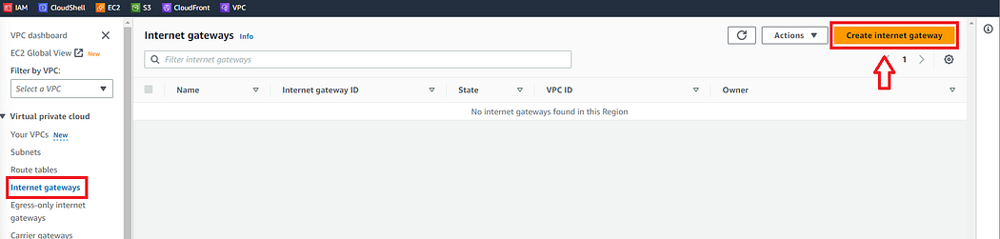 IAM CloudShell EC2 S3 CloudFront VPC
VPC dashboard
EC2 Global View New
Filter by VPC:
Select a VPC
Virtual private cloud
Your VPCs New
Subnets
Route tables
Internet gateways
Egress-only internet
gateways
Carrier gateways
Internet gateways Info
Actions
Create internet gateway
Filter internet gateways
1
Name Internet gateway ID State VPC ID Owner
No internet gateways found in this Region